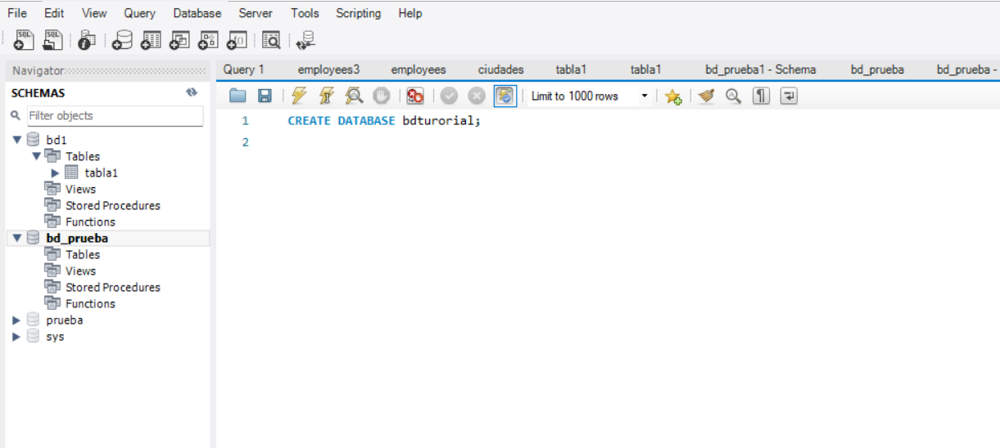 File Edit View Query Database Server Tools Scripting Help
SQL SQL
Navigator
Query 1 employees3 employees ciudades tabla1 tabla1 bd_prueba1 - Schema bd_prueba bd_prueba -
SCHEMAS
Limit to 1000 rows
Filter objects
1 CREATE DATABASE bdturorial;
2
bd1
Tables
tabla1
Views
Stored Procedures
Functions
bd_prueba
Tables
Views
Stored Procedures
Functions
prueba
sys